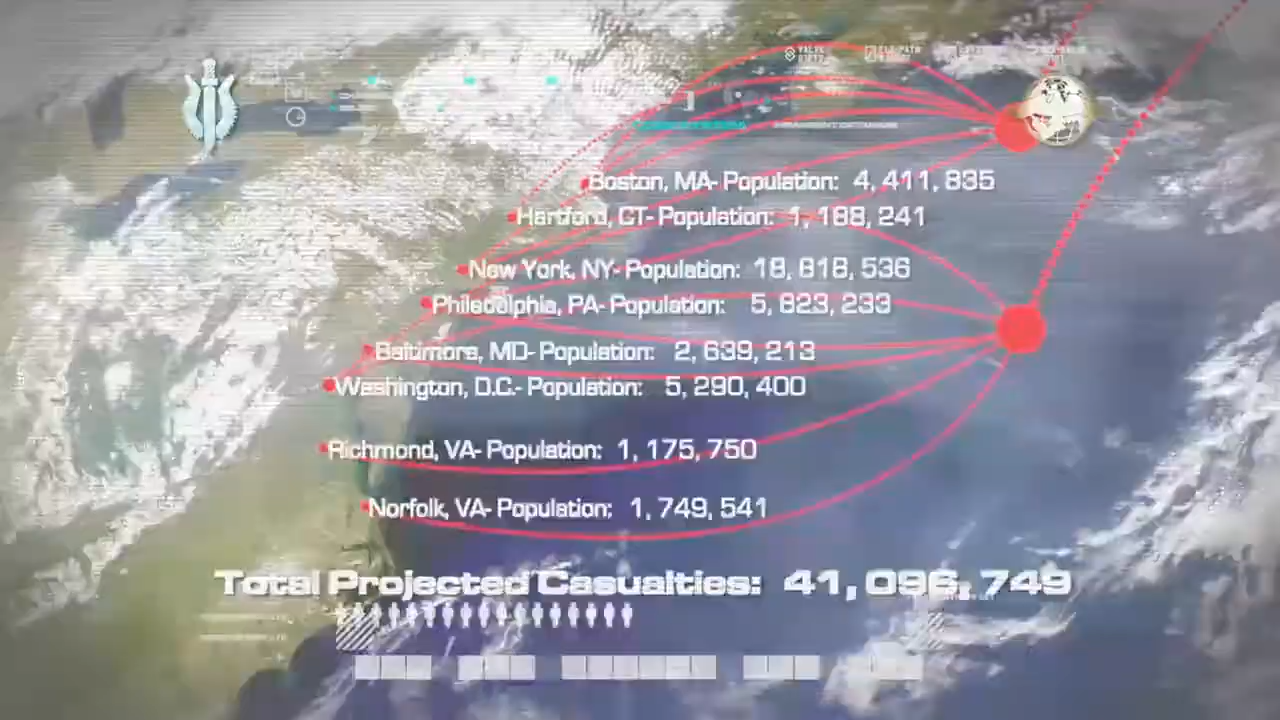 Boston, MA- Population: 4, 411, 835
Hartford, CT- Population: 1, 188, 241
New York, NY- Population: 18, 818, 536
Philadelphia, PA- Population: 5, 823, 233
Baltimore, MD- Population: 2, 639, 213
Washington, D.C.- Population: 5, 290, 400
Richmond, VA- Population: 1, 175, 750
Norfolk, VA- Population: 1, 749, 541
Total Projected Casualties: 41, 096, 749